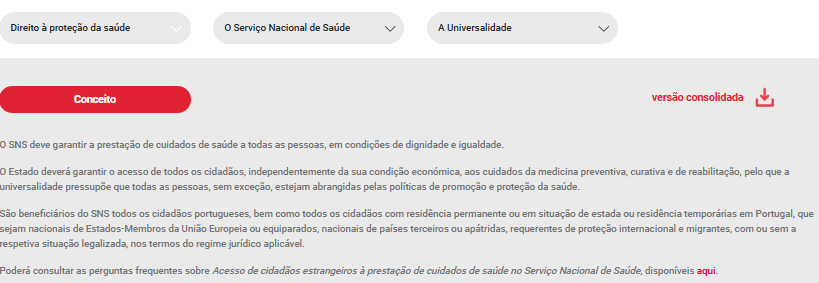 Direito à proteção da saúde
O Serviço Nacional de Saúde
A Universalidade
Conceito
versão consolidada
O SNS deve garantir a prestação de cuidados de saúde a todas as pessoas, em condições de dignidade e igualdade.
O Estado deverá garantir o acesso de todos os cidadãos, independentemente da sua condição económica, aos cuidados da medicina preventiva, curativa e de reabilitação, pelo que a
universalidade pressupõe que todas as pessoas, sem exceção, estejam abrangidas pelas políticas de promoção e proteção da saúde.
São beneficiários do SNS todos os cidadãos portugueses, bem como todos os cidadãos com residência permanente ou em situação de estada ou residência temporárias em Portugal, que
sejam nacionais de Estados-Membros da União Europeia ou equiparados, nacionais de países terceiros ou apátridas, requerentes de proteção internacional e migrantes, com ou sem a
respetiva situação legalizada, nos termos do regime jurídico aplicável.
Poderá consultar as perguntas frequentes sobre Acesso de cidadãos estrangeiros à prestação de cuidados de saúde no Serviço Nacional de Saúde, disponíveis aqui.